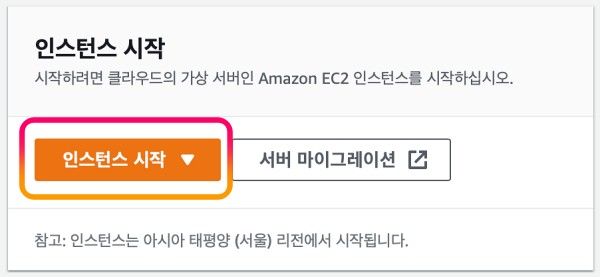 인스턴스 시작
시작하려면 클라우드의 가상 서버인 Amazon EC2 인스턴스를 시작하십시오.
인스턴스 시작 ▼
서버 마이그레이션
참고: 인스턴스는 아시아 태평양 (서울) 리전에서 시작됩니다.